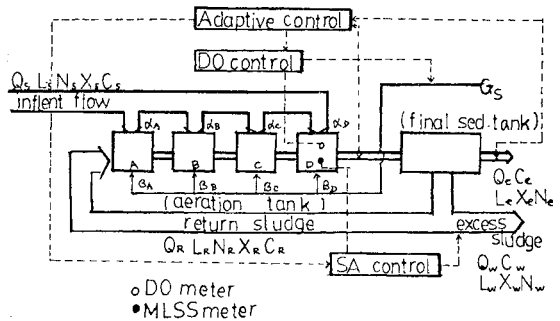 Adaptive control
DO control
Qs Ls Ns Xs Cs
inflent flow
αA αB αC αD
Gs
(final sed. tank)
A B C D
βA βB βC βD
(aeration tank)
return sludge
QR LR NR XR CR
Qe Ce
Le Xe Ne
excess
sludge
SA control
Qw Cw
Lw Xw Nw
○ DO meter
● MLSS meter